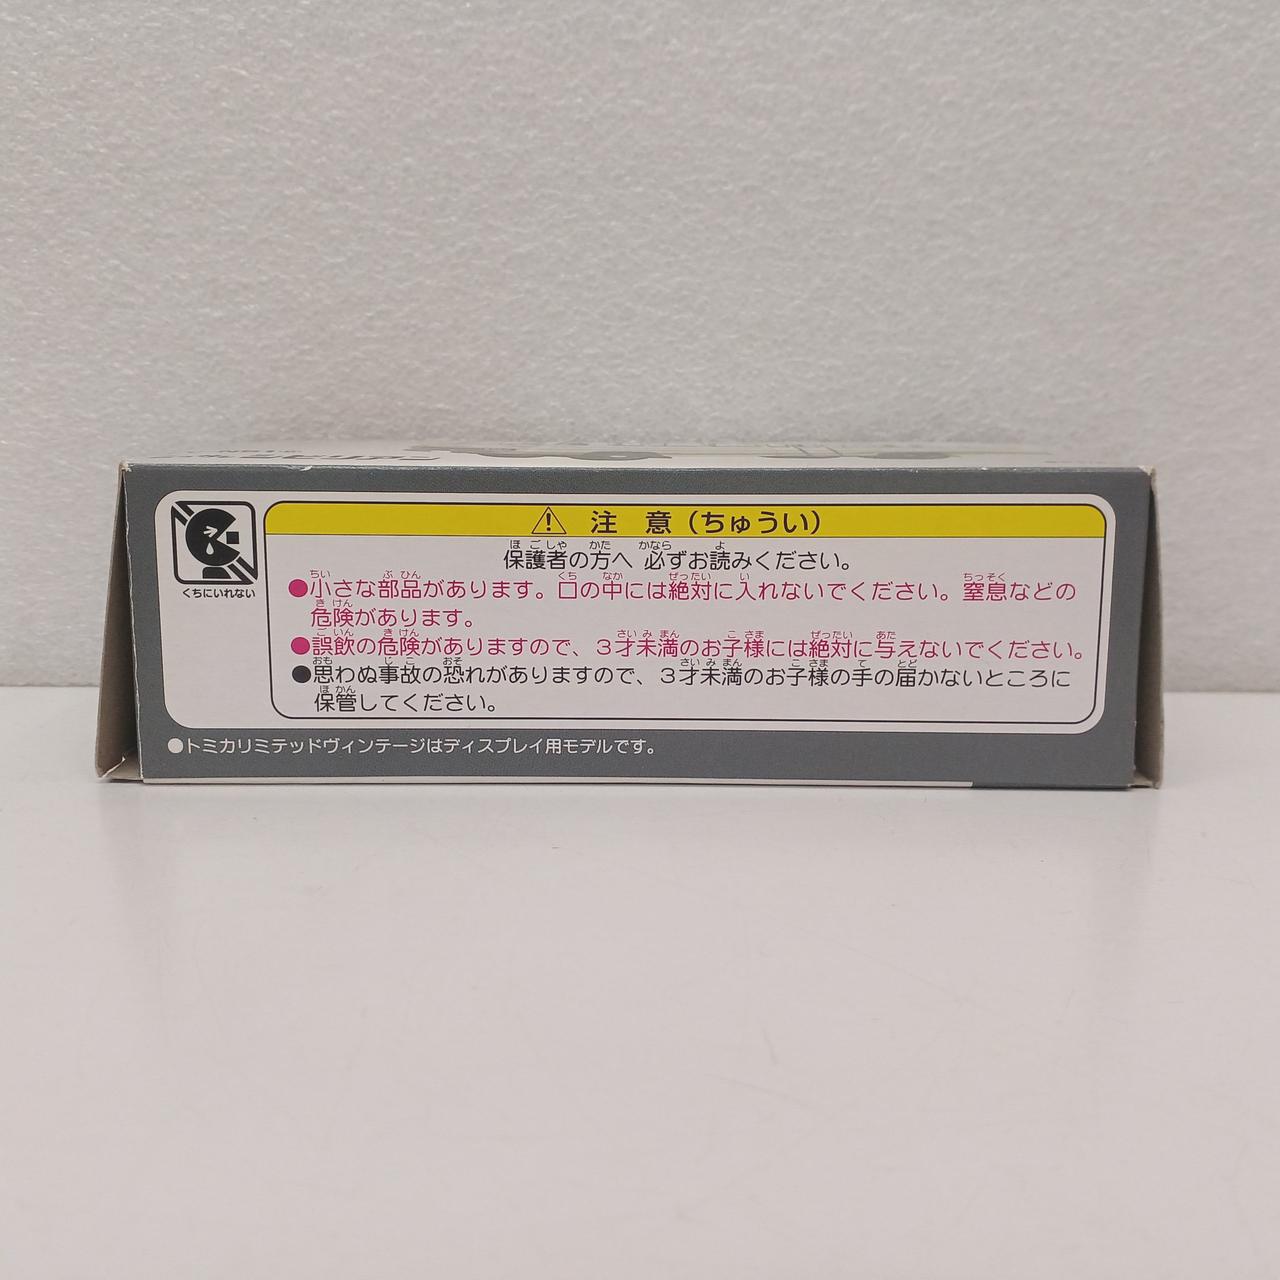 ⚠ 注 意 (ちゅうい)
保護者の方へ 必ずお読みください。
●小さな部品があります。口の中には絶対に入れないでください。窒息などの
危険があります。
●誤飲の危険がありますので、3才未満のお子様には絶対に与えないでください。
●思わぬ事故の恐れがありますので、3才未満のお子様の手の届かないところに
保管してください。
くちにいれない
●トミカリミテッドヴィンテージはディスプレイ用モデルです。